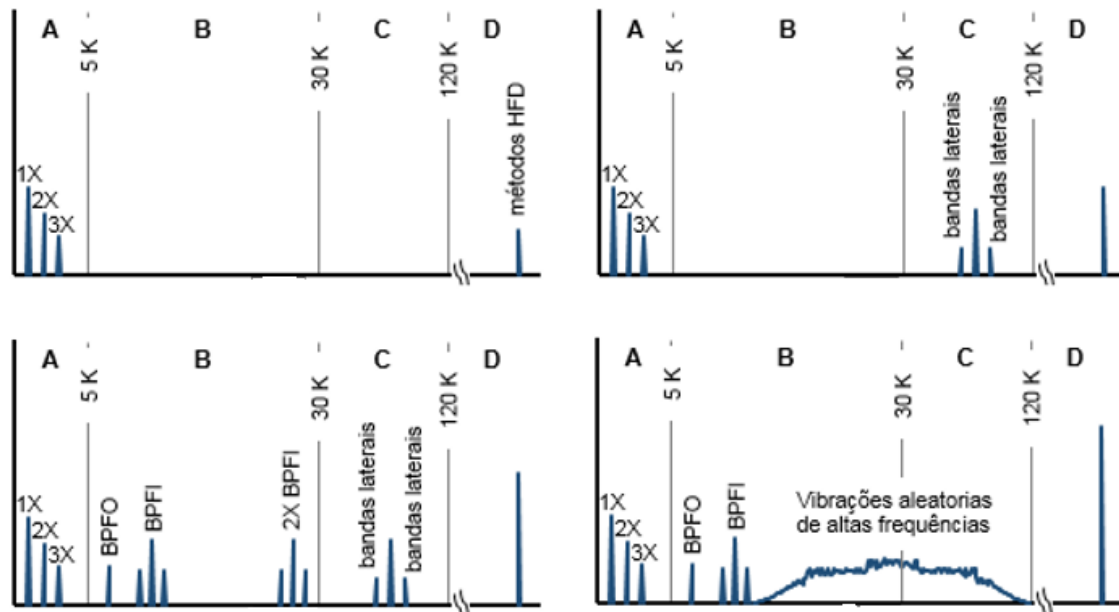 A B C D
5 K
30 K
120 K
1X
2X
3X
métodos HFD
A B C D
5 K
30 K
120 K
1X
2X
3X
bandas laterais
bandas laterais
A B C D
5 K
30 K
120 K
1X
2X
3X
BPFO
BPFI
2X BPFI
bandas laterais
bandas laterais
A B C D
5 K
30 K
120 K
1X
2X
3X
BPFO
BPFI
Vibrações aleatorias
de altas frequências